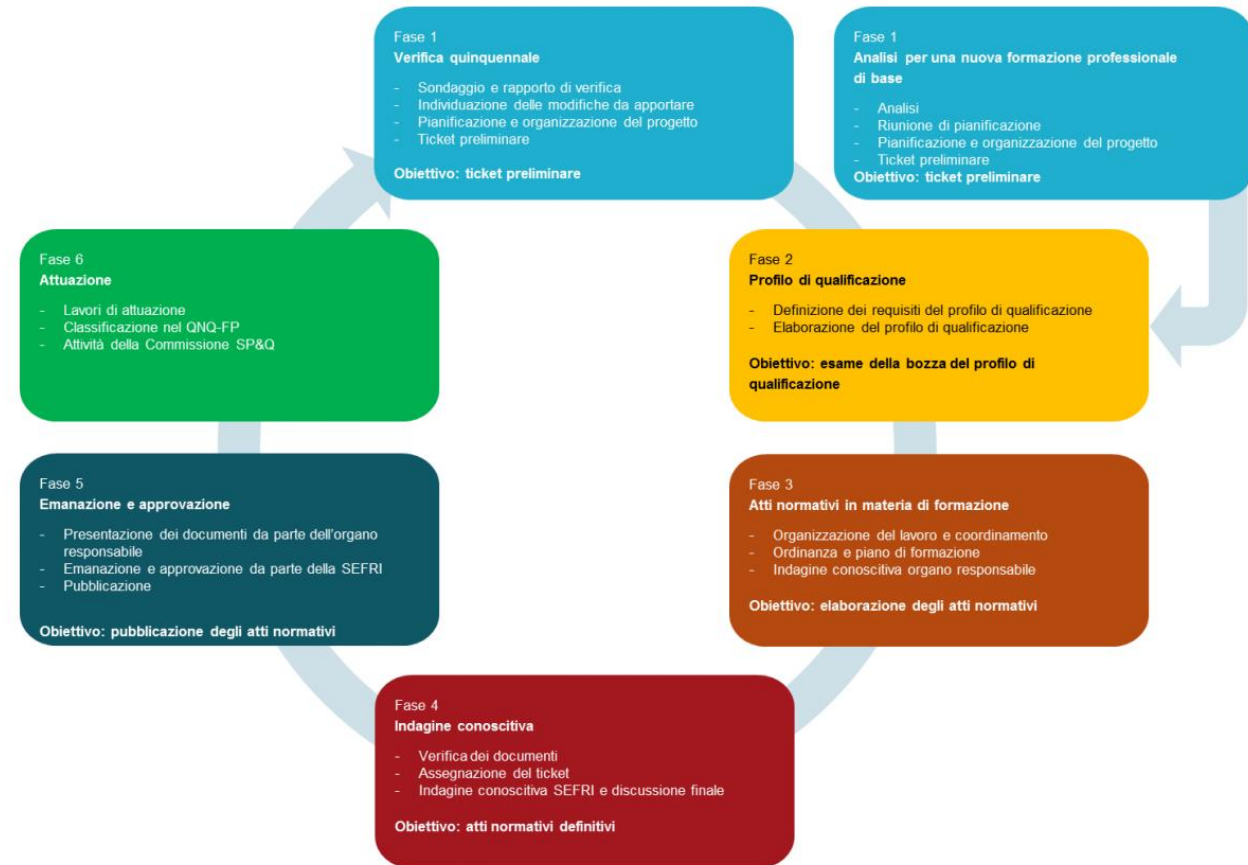 Fase 1
Verifica quinquennale
- Sondaggio e rapporto di verifica
- Individuazione delle modifiche da apportare
- Pianificazione e organizzazione del progetto
- Ticket preliminare
Obiettivo: ticket preliminare
Fase 1
Analisi per una nuova formazione professionale
di base
- Analisi
- Riunione di pianificazione
- Pianificazione e organizzazione del progetto
- Ticket preliminare
Obiettivo: ticket preliminare
Fase 2
Profilo di qualificazione
- Definizione dei requisiti del profilo di qualificazione
- Elaborazione del profilo di qualificazione
Obiettivo: esame della bozza del profilo di
qualificazione
Fase 3
Atti normativi in materia di formazione
- Organizzazione del lavoro e coordinamento
- Ordinanza e piano di formazione
- Indagine conoscitiva organo responsabile
Obiettivo: elaborazione degli atti normativi
Fase 4
Indagine conoscitiva
- Verifica dei documenti
- Assegnazione del ticket
- Indagine conoscitiva SEFRI e discussione finale
Obiettivo: atti normativi definitivi
Fase 5
Emanazione e approvazione
- Presentazione dei documenti da parte dell'organo
responsabile
- Emanazione e approvazione da parte della SEFRI
- Pubblicazione
Obiettivo: pubblicazione degli atti normativi
Fase 6
Attuazione
- Lavori di attuazione
- Classificazione nel QNQ-FP
- Attività della Commissione SP&Q